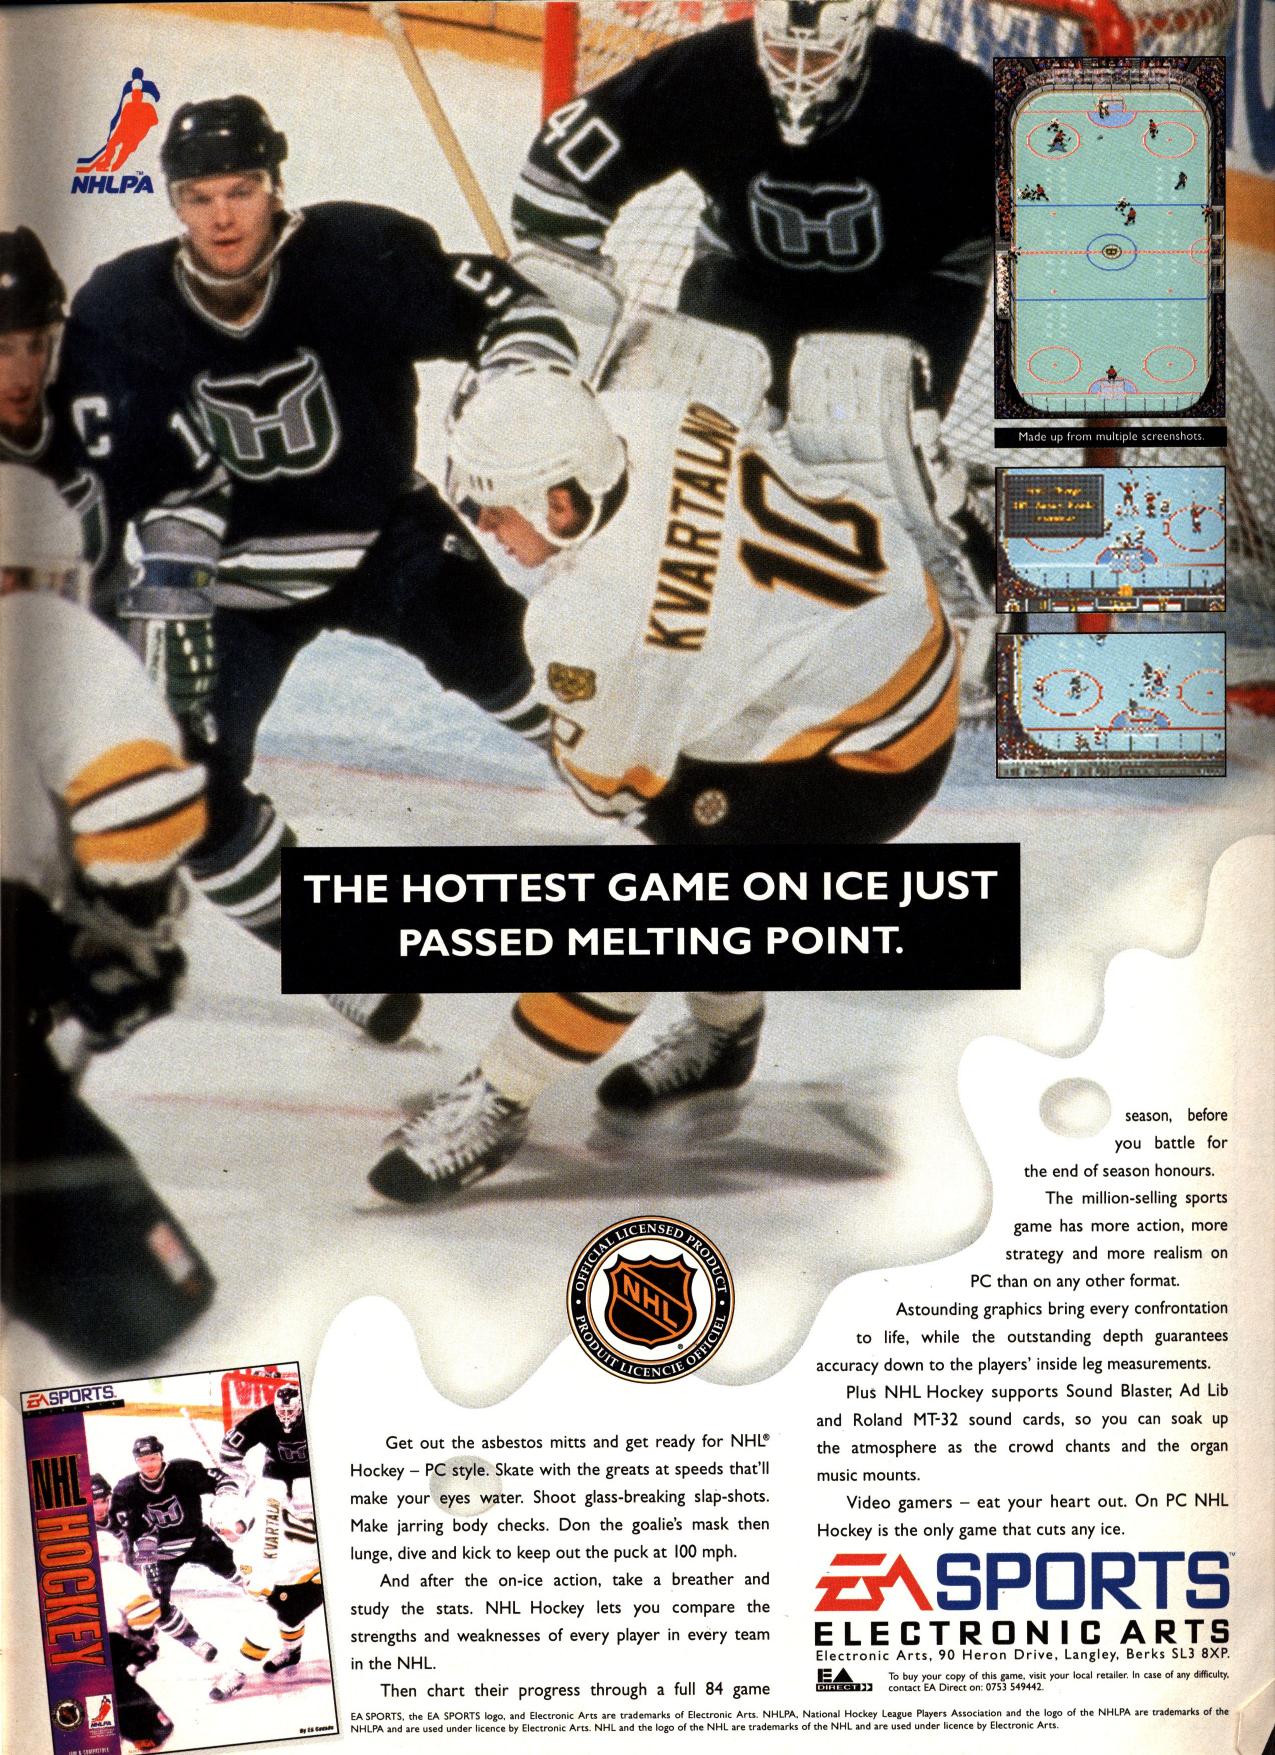 NHLPA™
40
C
1
KVARTALNO
10
Made up from multiple screenshots.
THE HOTTEST GAME ON ICE JUST
PASSED MELTING POINT.
OFFICIAL LICENSED PRODUCT
NHL
®
PRODUIT LICENCIE OFFICIEL
EA SPORTS
NHL HOCKEY
40
KVARTALNO
10
NHLPA
By EA Canada
Get out the asbestos mitts and get ready for NHL®
Hockey – PC style. Skate with the greats at speeds that'll
make your eyes water. Shoot glass-breaking slap-shots.
Make jarring body checks. Don the goalie's mask then
lunge, dive and kick to keep out the puck at 100 mph.
And after the on-ice action, take a breather and
study the stats. NHL Hockey lets you compare the
strengths and weaknesses of every player in every team
in the NHL.
Then chart their progress through a full 84 game
season, before
you battle for
the end of season honours.
The million-selling sports
game has more action, more
strategy and more realism on
PC than on any other format.
Astounding graphics bring every confrontation
to life, while the outstanding depth guarantees
accuracy down to the players' inside leg measurements.
Plus NHL Hockey supports Sound Blaster, Ad Lib
and Roland MT-32 sound cards, so you can soak up
the atmosphere as the crowd chants and the organ
music mounts.
Video gamers – eat your heart out. On PC NHL
Hockey is the only game that cuts any ice.
EA SPORTS™
ELECTRONIC ARTS
Electronic Arts, 90 Heron Drive, Langley, Berks SL3 8XP.
EA DIRECT
To buy your copy of this game, visit your local retailer. In case of any difficulty,
contact EA Direct on: 0753 549442.
EA SPORTS, the EA SPORTS logo, and Electronic Arts are trademarks of Electronic Arts. NHLPA, National Hockey League Players Association and the logo of the NHLPA are trademarks of the
NHLPA and are used under licence by Electronic Arts. NHL and the logo of the NHL are trademarks of the NHL and are used under licence by Electronic Arts.